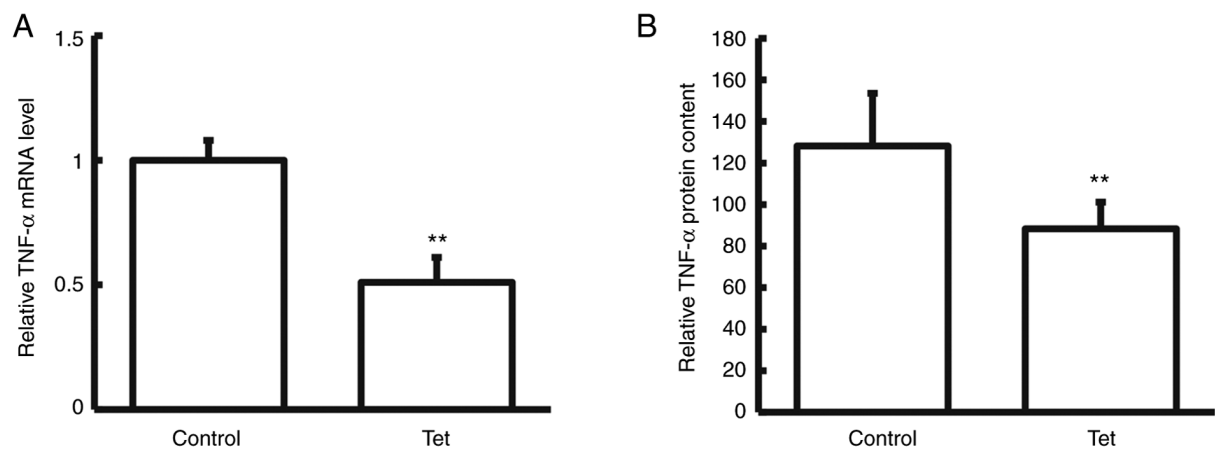 A
Relative TNF-α mRNA level
1.5
1
0.5
0
**
Control
Tet
B
Relative TNF-α protein content
180
160
140
120
100
80
60
40
20
0
**
Control
Tet